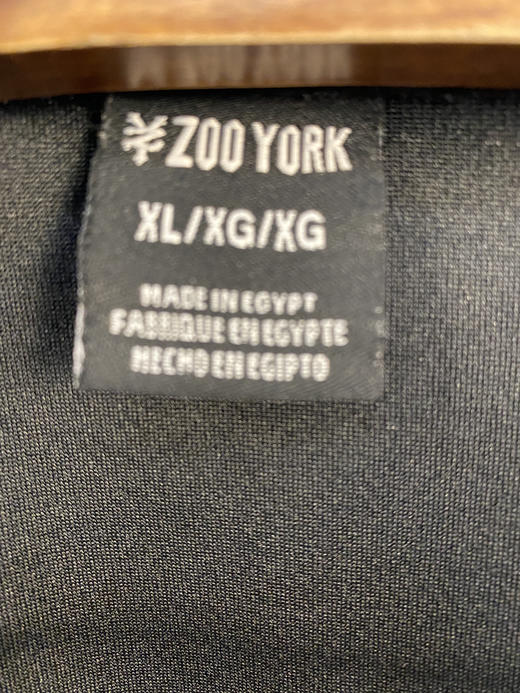 ZOO YORK
XL/XG/XG
MADE IN EGYPT
FABRIQUE EN EGYPTE
HECHO EN EGIPTO